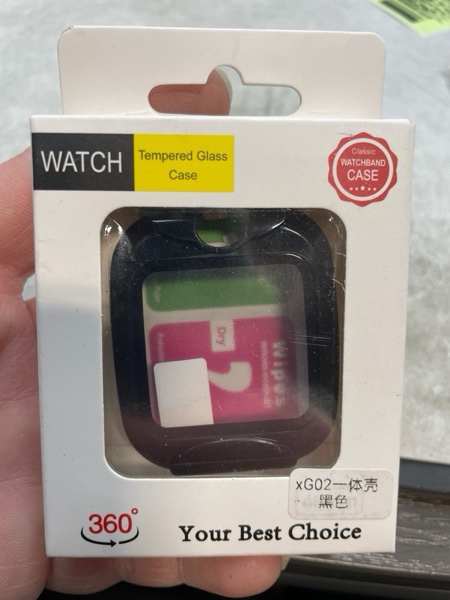 WATCH
Tempered Glass
Case
Classic
WATCHBAND
CASE
Dry
2
Wipes
xG02一体壳
黑色
360°
Your Best Choice